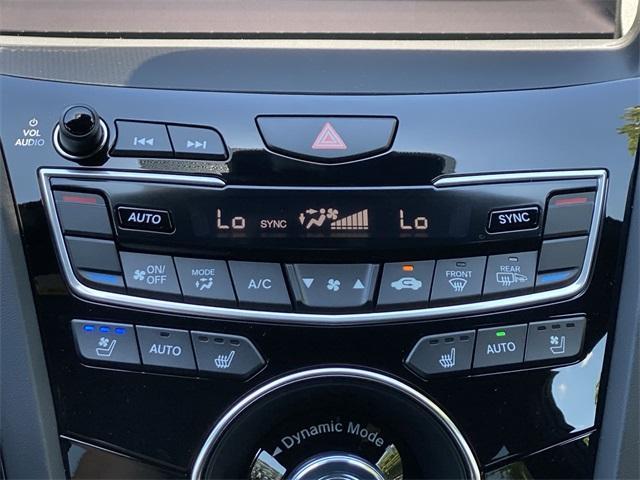 VOL
AUDIO
AUTO
Lo
SYNC
Lo
SYNC
ON/
OFF
MODE
A/C
FRONT
REAR
AUTO
AUTO
Dynamic Mode